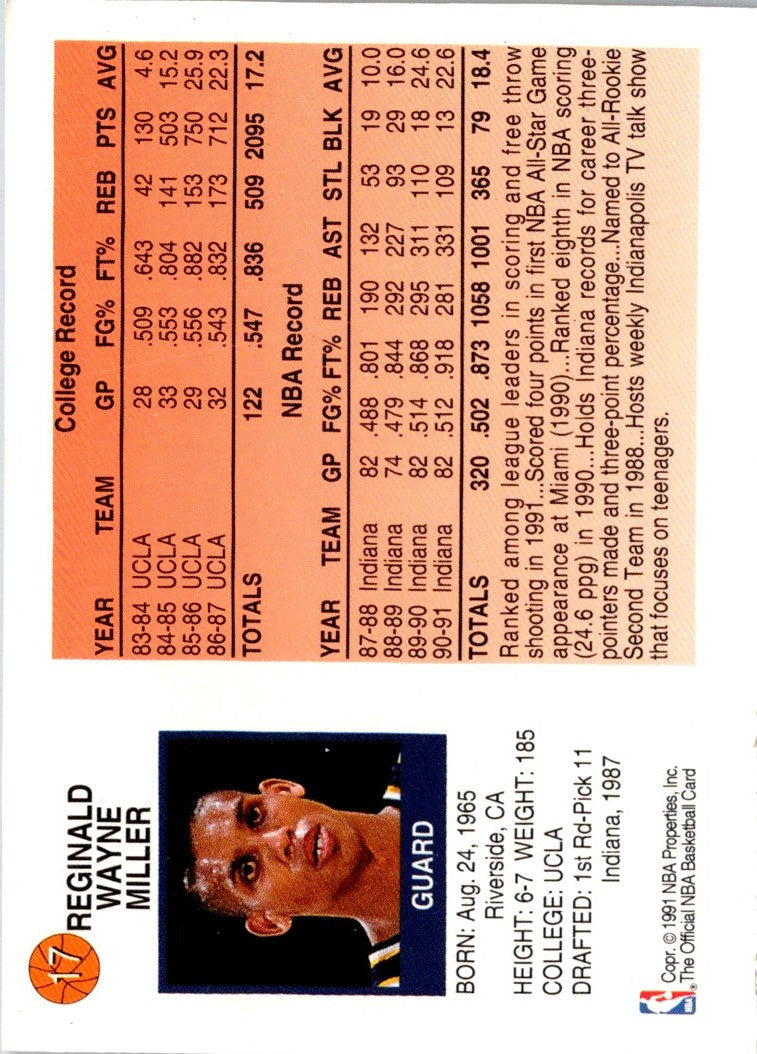 17
REGINALD
WAYNE
MILLER
GUARD
BORN: Aug. 24, 1965
Riverside, CA
HEIGHT: 6-7 WEIGHT: 185
COLLEGE: UCLA
DRAFTED: 1st Rd-Pick 11
Indiana, 1987
NBA
Copr. © 1991 NBA Properties, Inc.
® The Official NBA Basketball Card
College Record
YEAR TEAM GP FG% FT% REB PTS AVG
83-84 UCLA 28 .509 .643 42 130 4.6
84-85 UCLA 33 .553 .804 141 503 15.2
85-86 UCLA 29 .556 .882 153 750 25.9
86-87 UCLA 32 .543 .832 173 712 22.3
TOTALS 122 .547 .836 509 2095 17.2
NBA Record
YEAR TEAM GP FG% FT% REB AST STL BLK AVG
87-88 Indiana 82 .488 .801 190 132 53 19 10.0
88-89 Indiana 74 .479 .844 292 227 93 29 16.0
89-90 Indiana 82 .514 .868 295 311 110 18 24.6
90-91 Indiana 82 .512 .918 281 331 109 13 22.6
TOTALS 320 .502 .873 1058 1001 365 79 18.4
Ranked among league leaders in scoring and free throw
shooting in 1991...Scored four points in first NBA All-Star Game
appearance at Miami (1990)...Ranked eighth in NBA scoring
(24.6 ppg) in 1990...Holds Indiana records for career three-
pointers made and three-point percentage...Named to All-Rookie
Second Team in 1988...Hosts weekly Indianapolis TV talk show
that focuses on teenagers.